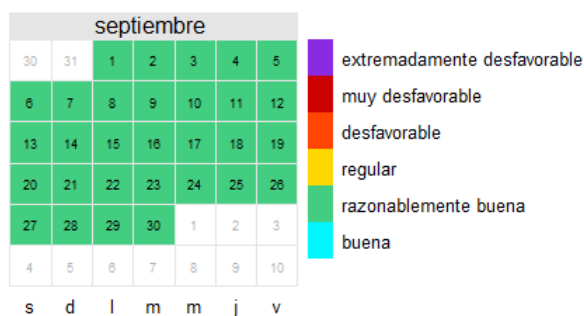 septiembre
30 31 1 2 3 4 5
6 7 8 9 10 11 12
13 14 15 16 17 18 19
20 21 22 23 24 25 26
27 28 29 30 1 2 3
4 5 6 7 8 9 10
s d l m m j v
extremadamente desfavorable
muy desfavorable
desfavorable
regular
razonablemente buena
buena